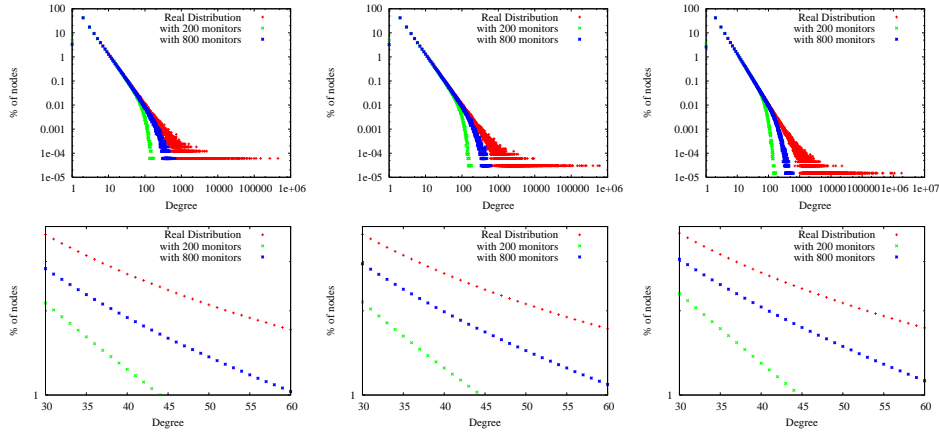 Real Distribution
with 200 monitors
with 800 monitors
% of nodes
100
10
1
0.1
0.01
0.001
1e-04
1e-05
1 10 100 1000 10000 100000 1e+06
Degree
Real Distribution
with 200 monitors
with 800 monitors
% of nodes
100
10
1
0.1
0.01
0.001
1e-04
1e-05
1 10 100 1000 10000 100000 1e+06
Degree
Real Distribution
with 200 monitors
with 800 monitors
% of nodes
100
10
1
0.1
0.01
0.001
1e-04
1e-05
1 10 100 1000 10000 100000 1e+06 1e+07
Degree
Real Distribution
with 200 monitors
with 800 monitors
% of nodes
1
30 35 40 45 50 55 60
Degree
Real Distribution
with 200 monitors
with 800 monitors
% of nodes
1
30 35 40 45 50 55 60
Degree
Real Distribution
with 200 monitors
with 800 monitors
% of nodes
1
30 35 40 45 50 55 60
Degree